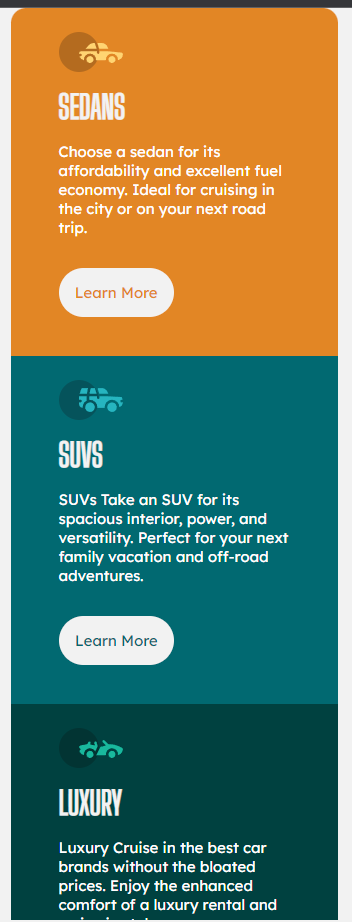 SEDANS
Choose a sedan for its
affordability and excellent fuel
economy. Ideal for cruising in
the city or on your next road
trip.
Learn More
SUVS
SUVs Take an SUV for its
spacious interior, power, and
versatility. Perfect for your next
family vacation and off-road
adventures.
Learn More
LUXURY
Luxury Cruise in the best car
brands without the bloated
prices. Enjoy the enhanced
comfort of a luxury rental and